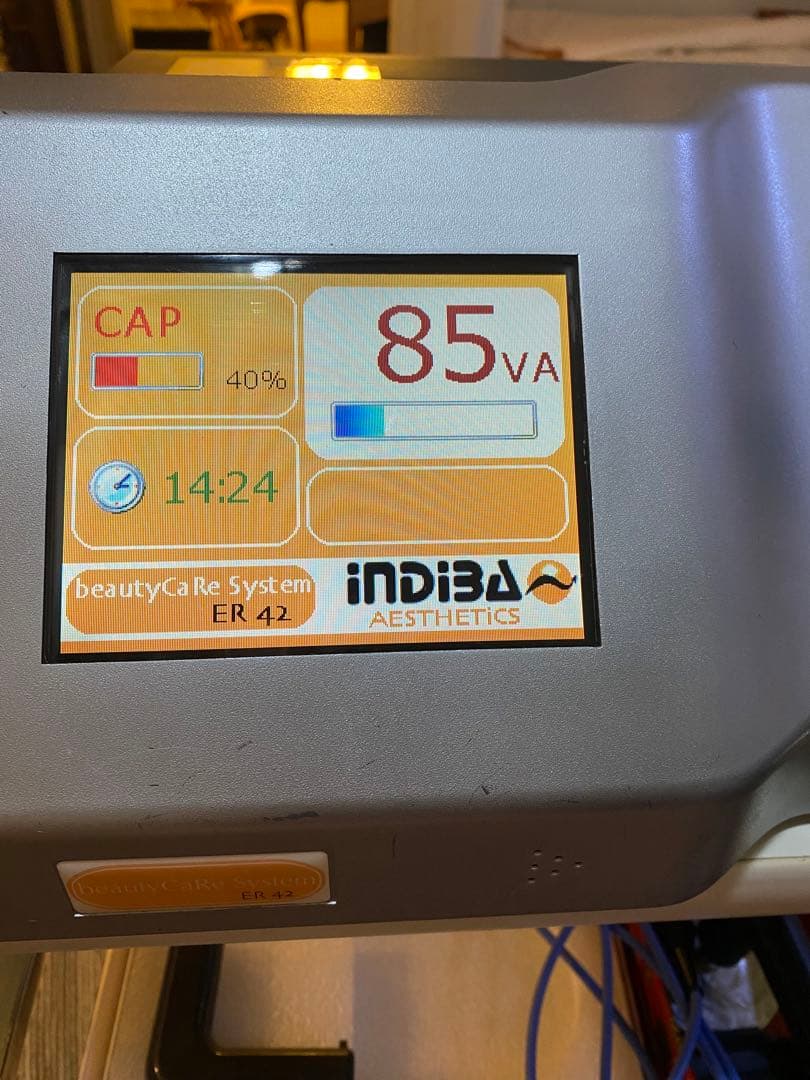 CAP
40%
85VA
14:24
beautyCaRe System
ER 42
iNDiBA
AESTHETiCS
beautyCaRe System
ER 42